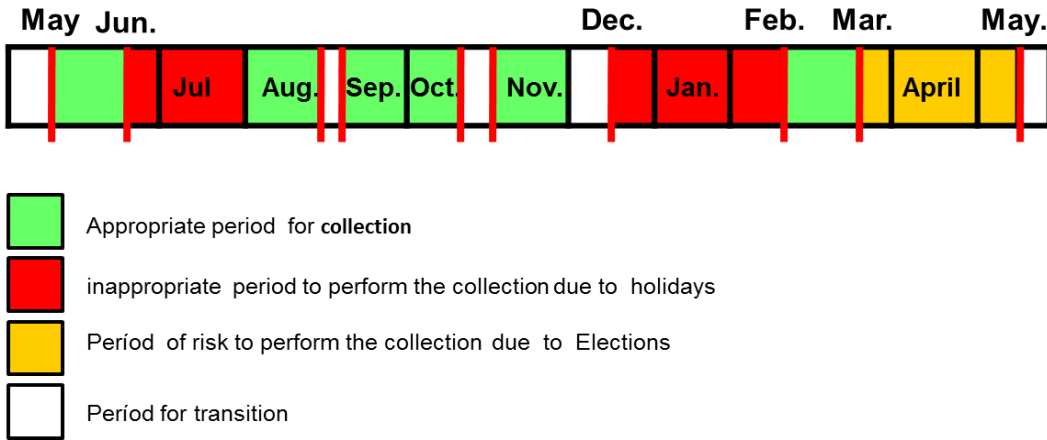 May Jun. Dec. Feb. Mar. May.
Jul Aug. Sep. Oct. Nov. Jan. April
Appropriate period for collection
inappropriate period to perform the collection due to holidays
Períod of risk to perform the collection due to Elections
Períod for transition